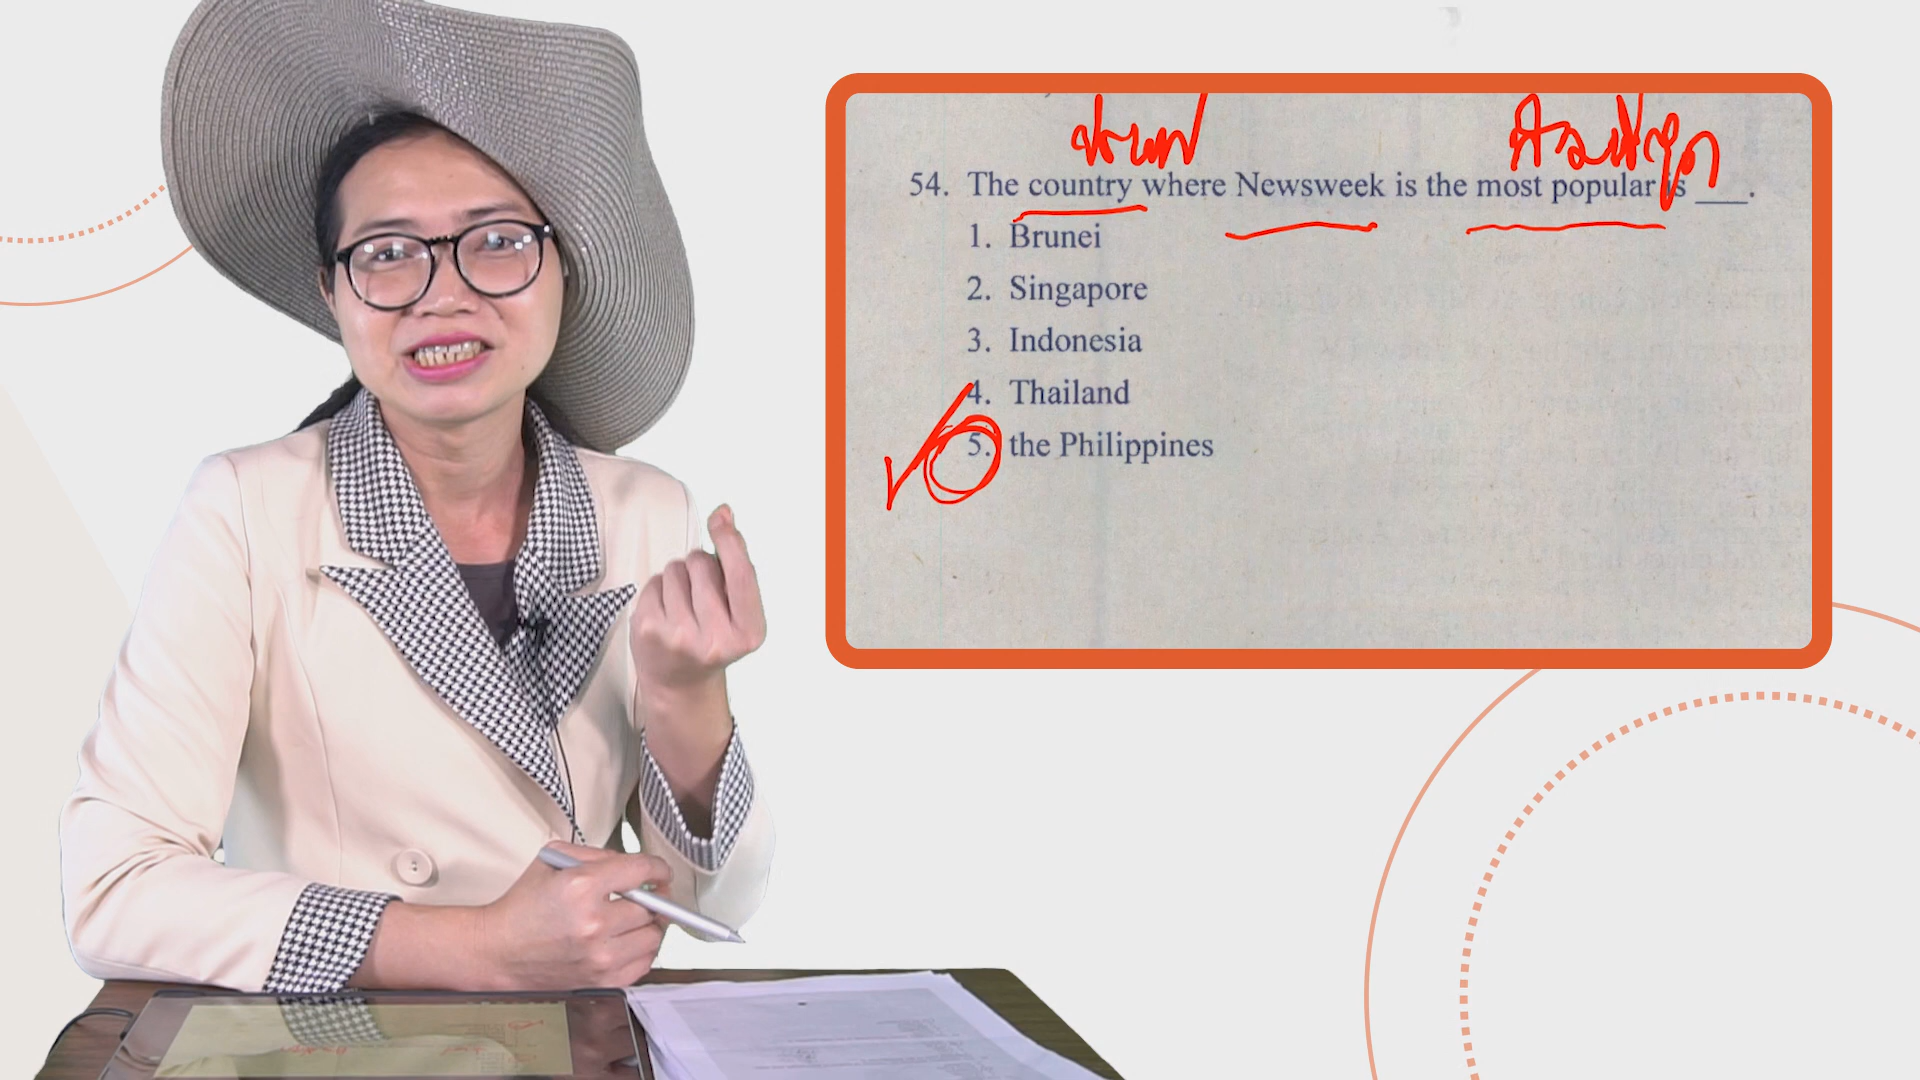 54. The country where Newsweek is the most popular is ___.
1. Brunei
2. Singapore
3. Indonesia
4. Thailand
5. the Philippines